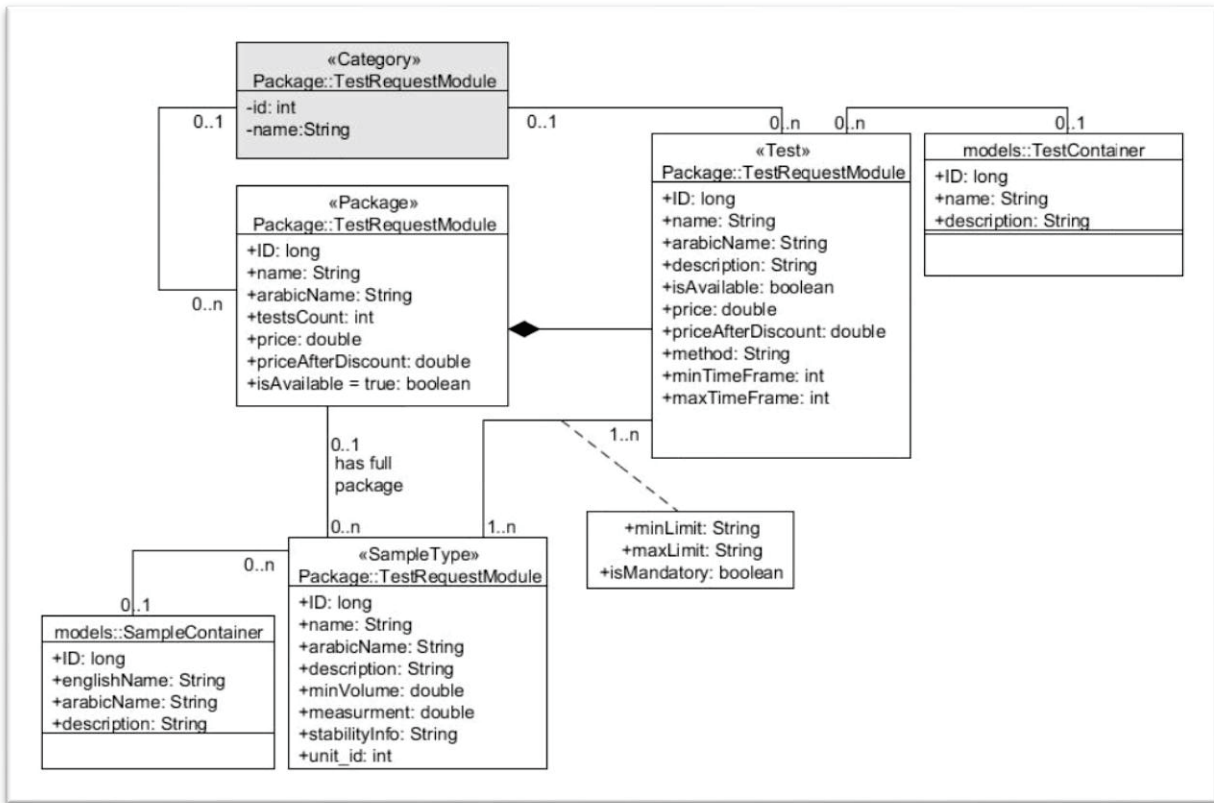 «Category»
Package::TestRequestModule
-id: int
-name:String
0..1
0..1
0..n
0..n
0..1
«Package»
Package::TestRequestModule
+ID: long
+name: String
+arabicName: String
+testsCount: int
+price: double
+priceAfterDiscount: double
+isAvailable = true: boolean
0..n
«Test»
Package::TestRequestModule
+ID: long
+name: String
+arabicName: String
+description: String
+isAvailable: boolean
+price: double
+priceAfterDiscount: double
+method: String
+minTimeFrame: int
+maxTimeFrame: int
models::TestContainer
+ID: long
+name: String
+description: String
0..1
has full
package
0..n
1..n
1..n
+minLimit: String
+maxLimit: String
+isMandatory: boolean
«SampleType»
Package::TestRequestModule
+ID: long
+name: String
+arabicName: String
+description: String
+minVolume: double
+measurment: double
+stabilityInfo: String
+unit_id: int
0..n
0..1
models::SampleContainer
+ID: long
+englishName: String
+arabicName: String
+description: String